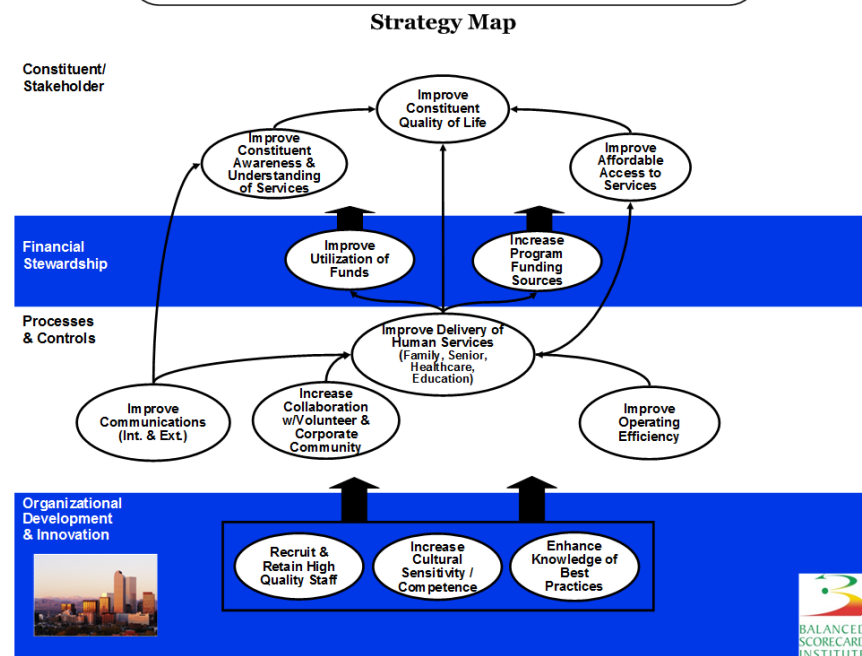 Strategy Map
Constituent/
Stakeholder
Improve
Constituent
Quality of Life
Improve
Constituent
Awareness &
Understanding
of Services
Improve
Affordable
Access to
Services
Financial
Stewardship
Improve
Utilization of
Funds
Increase
Program
Funding
Sources
Processes
& Controls
Improve Delivery of
Human Services
(Family, Senior,
Healthcare,
Education)
Improve
Communications
(Int. & Ext.)
Increase
Collaboration
w/Volunteer &
Corporate
Community
Improve
Operating
Efficiency
Organizational
Development
& Innovation
Recruit &
Retain High
Quality Staff
Increase
Cultural
Sensitivity /
Competence
Enhance
Knowledge of
Best
Practices
BALANCED
SCORECARD
INSTITUTE